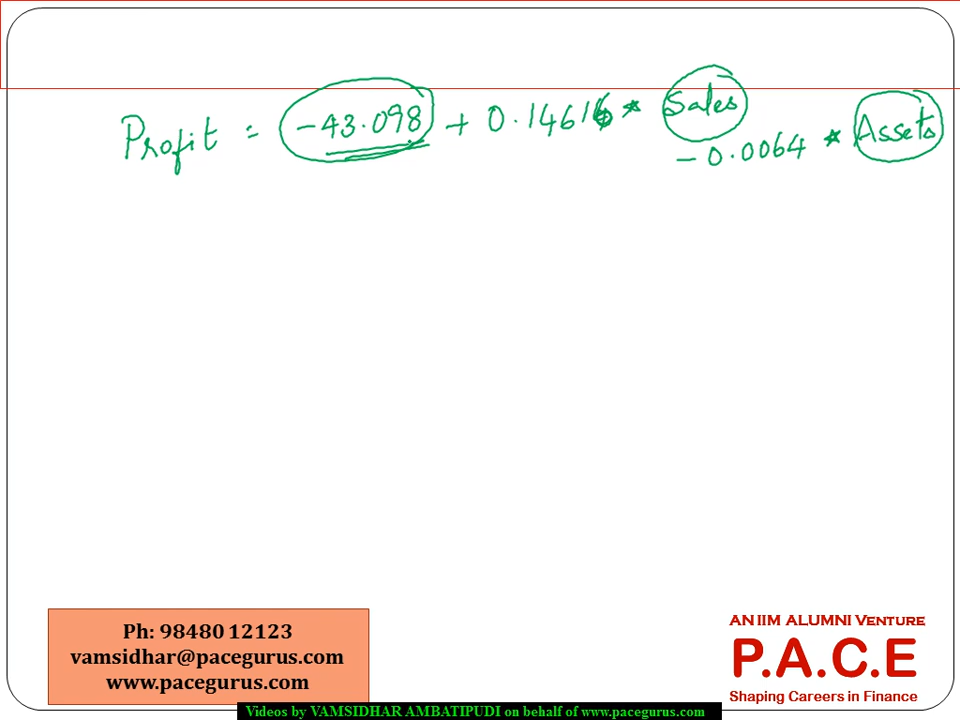 Profit = -43.098 + 0.14616 * Sales
-0.0064 * Assets
Ph: 98480 12123
vamsidhar@pacegurus.com
www.pacegurus.com
AN IIM ALUMNI VENTURE
P.A.C.E
Shaping Careers in Finance
Videos by VAMSIDHAR AMBATIPUDI on behalf of www.pacegurus.com